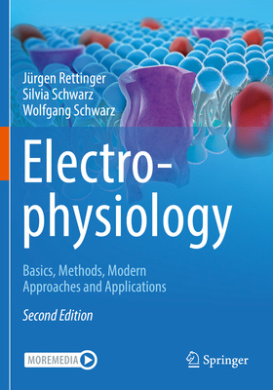 Jürgen Rettinger
Silvia Schwarz
Wolfgang Schwarz
Electro-
physiology
Basics, Methods, Modern
Approaches and Applications
Second Edition
MOREMEDIA
Springer